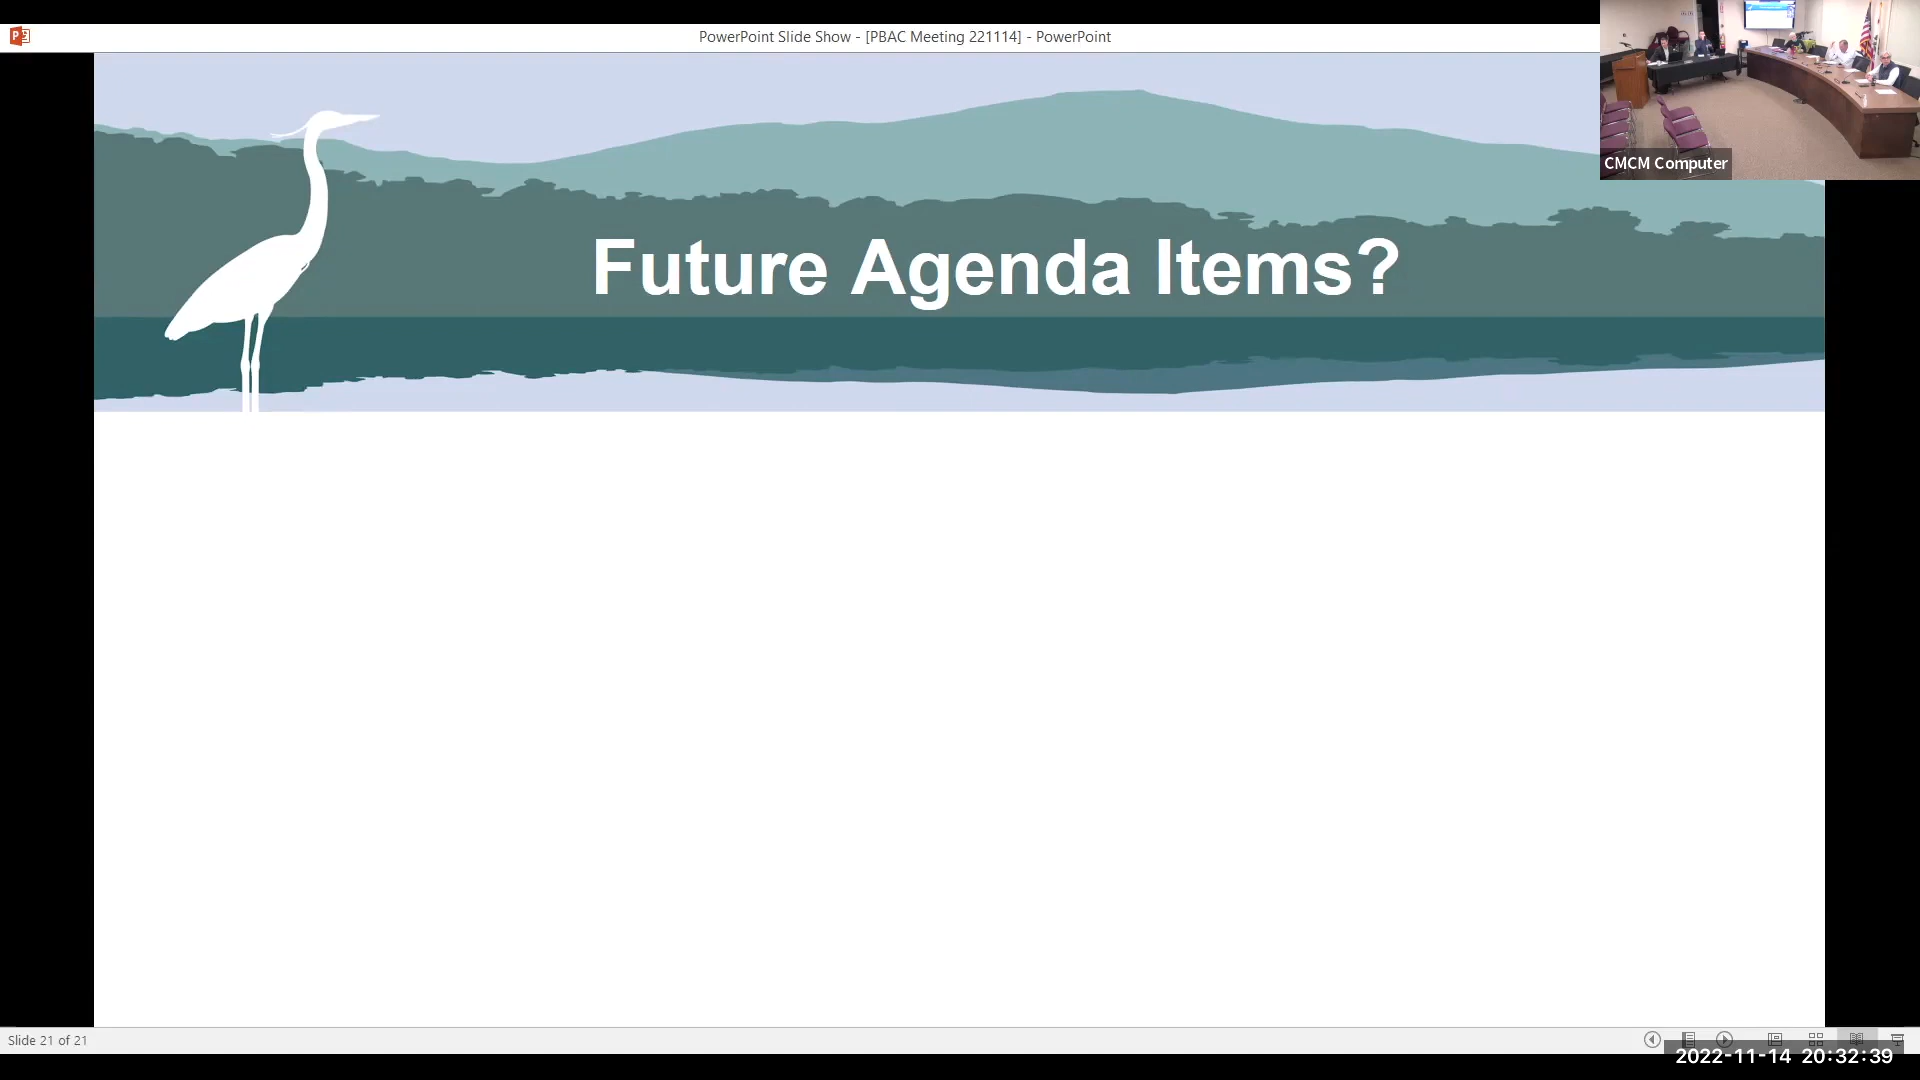 PowerPoint Slide Show - [PBAC Meeting 221114] - PowerPoint
CMCM Computer
Future Agenda Items?
Slide 21 of 21
2022-11-14 20:32:39